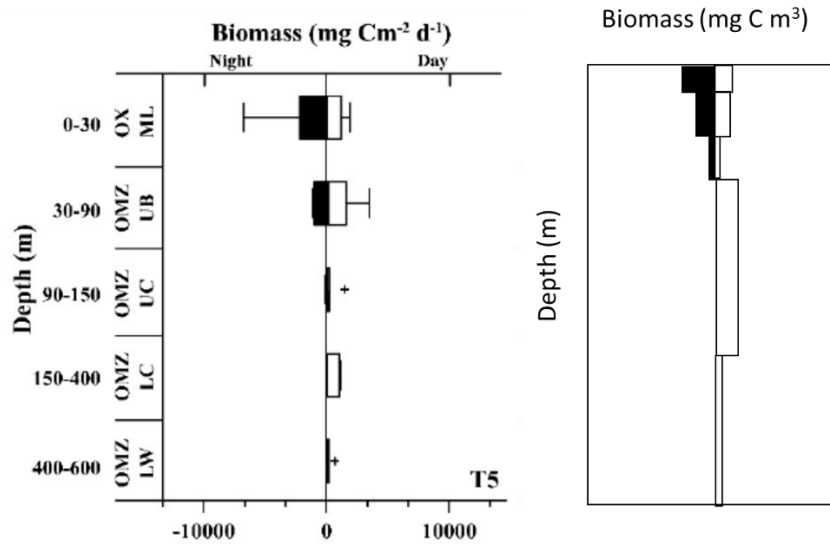 Biomass (mg Cm-2 d-1)
Night Day
0-30 OX ML
30-90 OMZ UB
90-150 OMZ UC
150-400 OMZ LC
400-600 OMZ LW
Depth (m)
T5
-10000 0 10000
Biomass (mg C m3)
Depth (m)